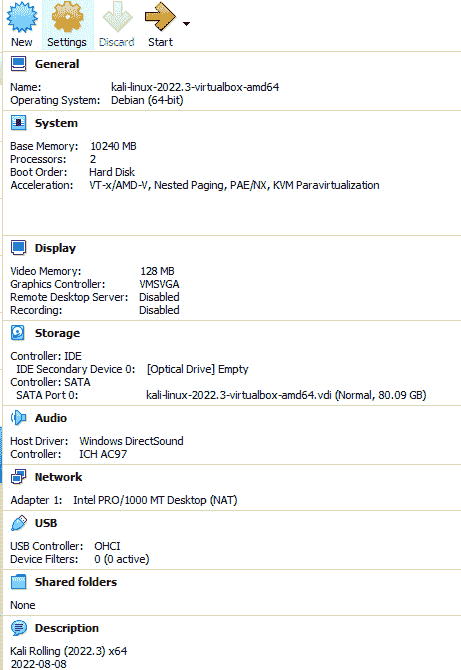 New Settings Discard Start
General
Name: kali-linux-2022.3-virtualbox-amd64
Operating System: Debian (64-bit)
System
Base Memory: 10240 MB
Processors: 2
Boot Order: Hard Disk
Acceleration: VT-x/AMD-V, Nested Paging, PAE/NX, KVM Paravirtualization
Display
Video Memory: 128 MB
Graphics Controller: VMSVGA
Remote Desktop Server: Disabled
Recording: Disabled
Storage
Controller: IDE
IDE Secondary Device 0: [Optical Drive] Empty
Controller: SATA
SATA Port 0: kali-linux-2022.3-virtualbox-amd64.vdi (Normal, 80.09 GB)
Audio
Host Driver: Windows DirectSound
Controller: ICH AC97
Network
Adapter 1: Intel PRO/1000 MT Desktop (NAT)
USB
USB Controller: OHCI
Device Filters: 0 (0 active)
Shared folders
None
Description
Kali Rolling (2022.3) x64
2022-08-08